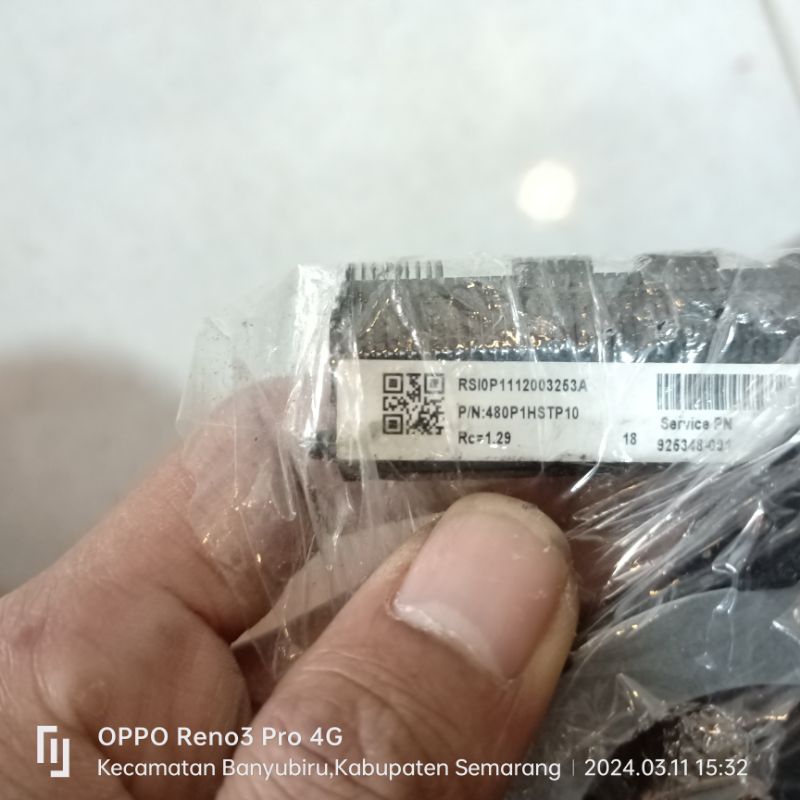 RSI0P1112003253A
P/N:480P1HSTP10
Rc=1.29
18
Service PN
OPPO Reno3 Pro 4G
Kecamatan Banyubiru,Kabupaten Semarang
2024.03.11 15:32